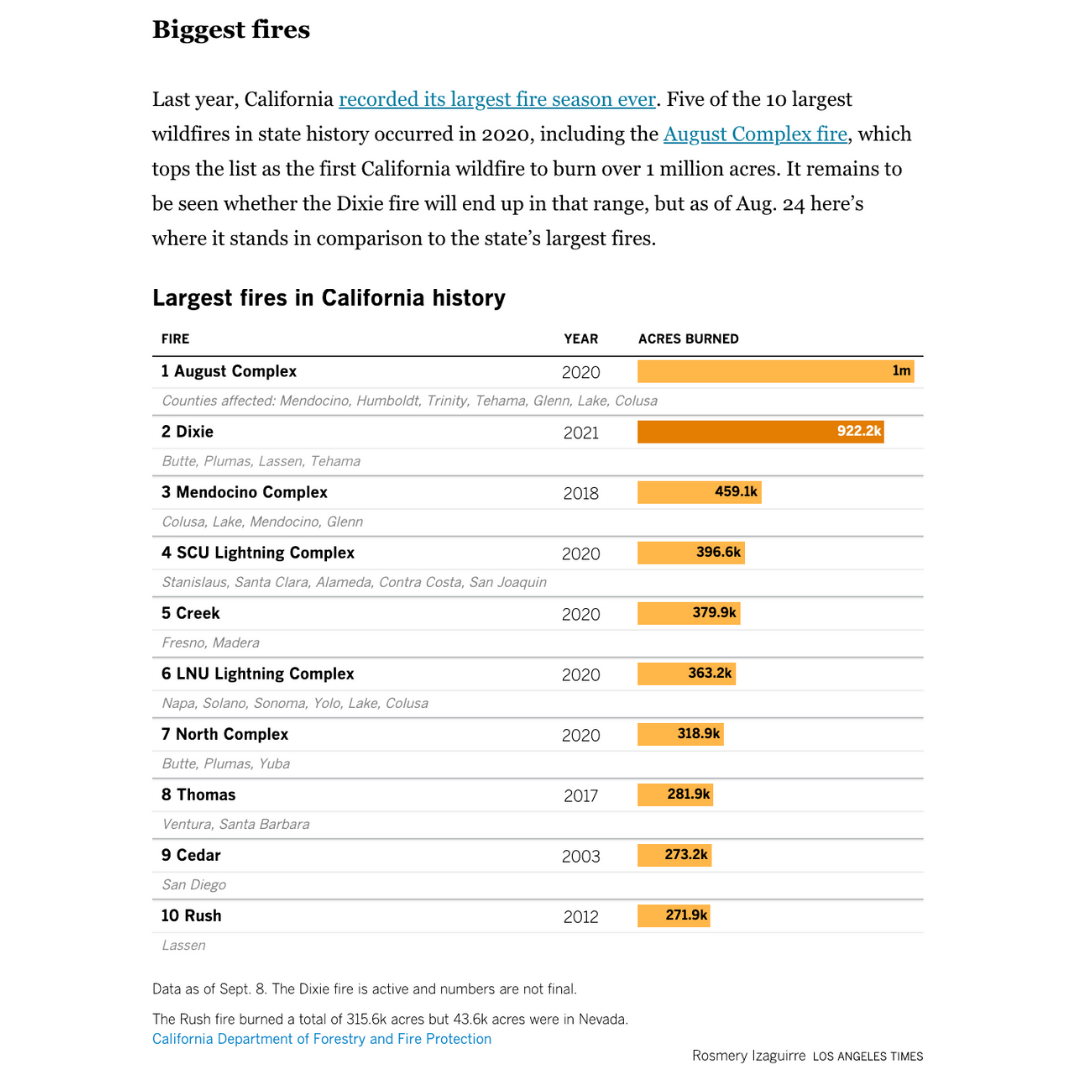 Biggest fires
Last year, California recorded its largest fire season ever. Five of the 10 largest
wildfires in state history occurred in 2020, including the August Complex fire, which
tops the list as the first California wildfire to burn over 1 million acres. It remains to
be seen whether the Dixie fire will end up in that range, but as of Aug. 24 here’s
where it stands in comparison to the state’s largest fires.
Largest fires in California history
FIRE YEAR ACRES BURNED
1 August Complex 2020 1m
Counties affected: Mendocino, Humboldt, Trinity, Tehama, Glenn, Lake, Colusa
2 Dixie 2021 922.2k
Butte, Plumas, Lassen, Tehama
3 Mendocino Complex 2018 459.1k
Colusa, Lake, Mendocino, Glenn
4 SCU Lightning Complex 2020 396.6k
Stanislaus, Santa Clara, Alameda, Contra Costa, San Joaquin
5 Creek 2020 379.9k
Fresno, Madera
6 LNU Lightning Complex 2020 363.2k
Napa, Solano, Sonoma, Yolo, Lake, Colusa
7 North Complex 2020 318.9k
Butte, Plumas, Yuba
8 Thomas 2017 281.9k
Ventura, Santa Barbara
9 Cedar 2003 273.2k
San Diego
10 Rush 2012 271.9k
Lassen
Data as of Sept. 8. The Dixie fire is active and numbers are not final.
The Rush fire burned a total of 315.6k acres but 43.6k acres were in Nevada.
California Department of Forestry and Fire Protection
Rosmery Izaguirre LOS ANGELES TIMES